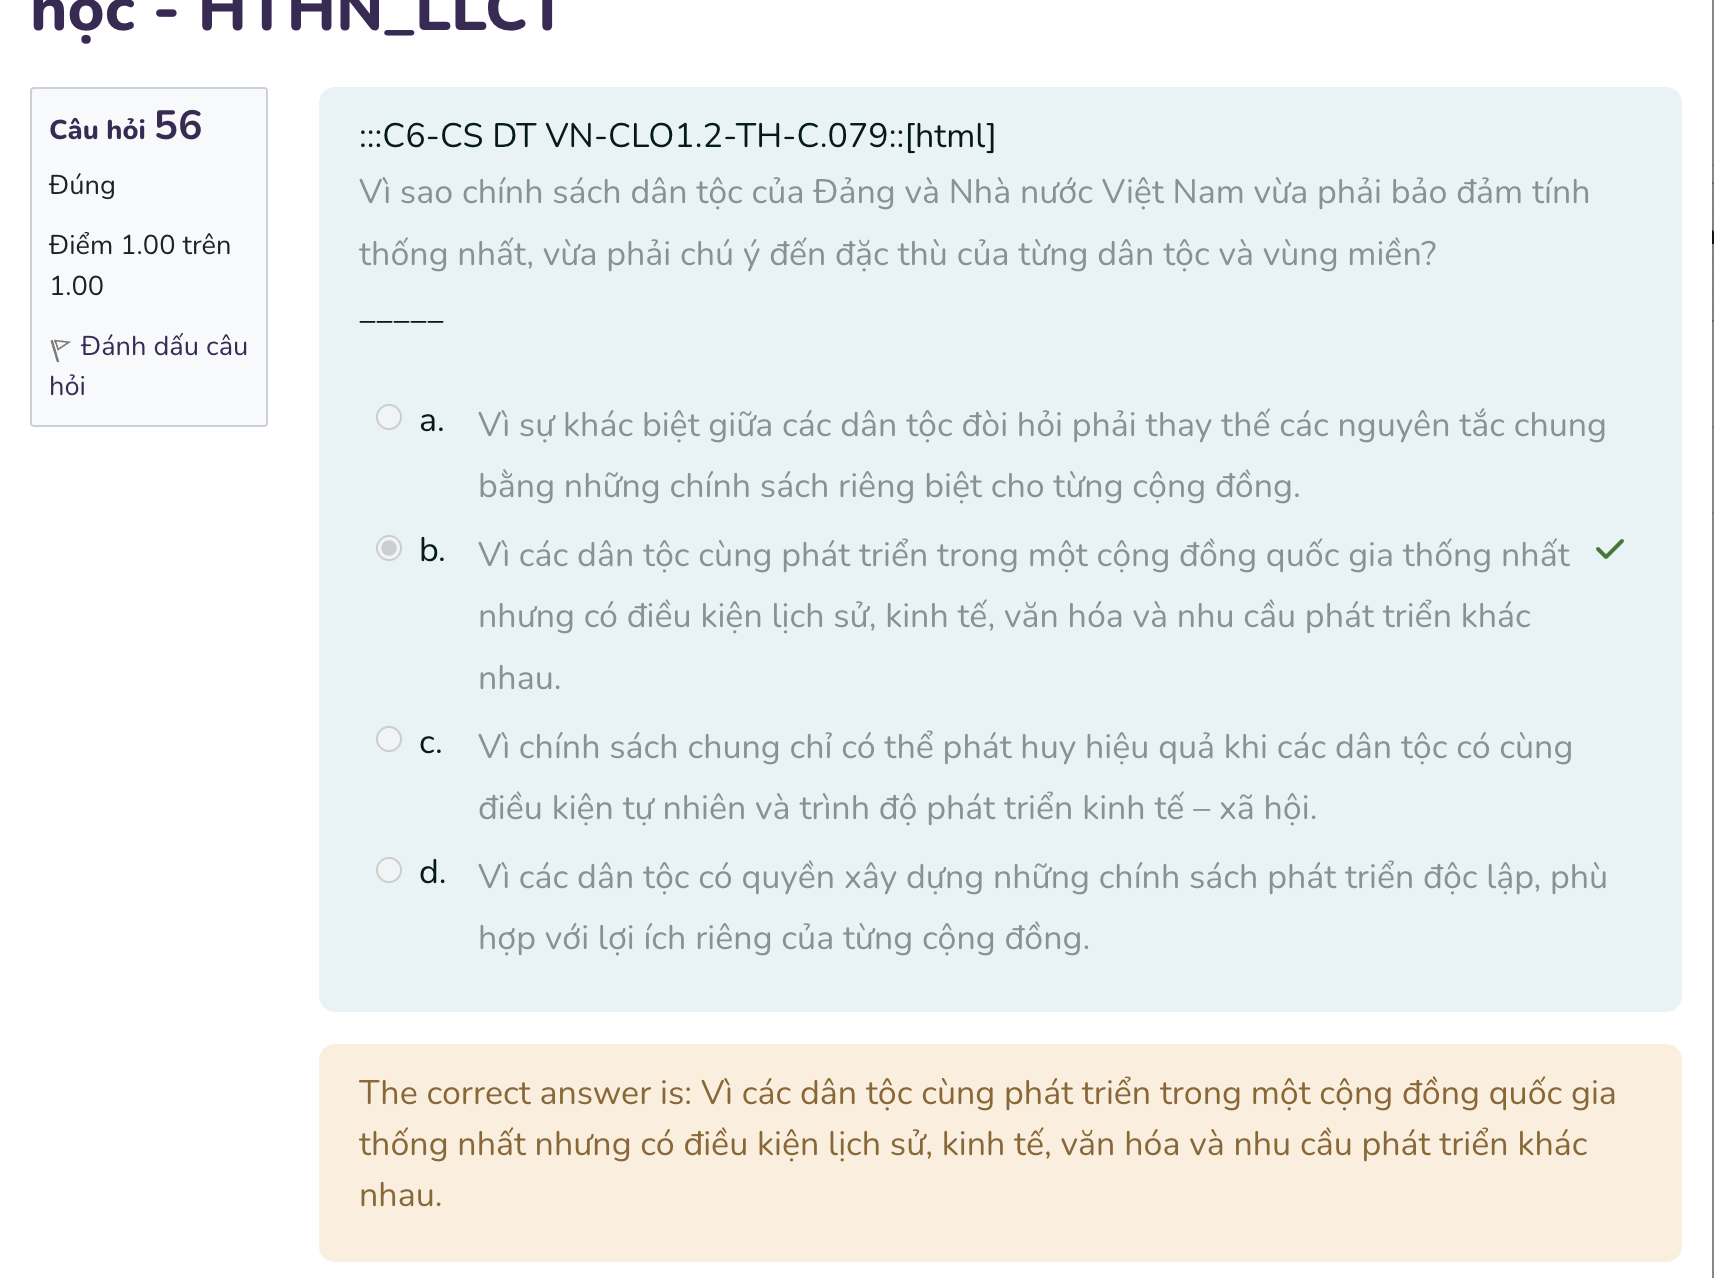 học - HTHN_LLCT
Câu hỏi 56
Đúng
Điểm 1.00 trên
1.00
Đánh dấu câu
hỏi
:::C6-CS DT VN-CLO1.2-TH-C.079::[html]
Vì sao chính sách dân tộc của Đảng và Nhà nước Việt Nam vừa phải bảo đảm tính
thống nhất, vừa phải chú ý đến đặc thù của từng dân tộc và vùng miền?
_____
a. Vì sự khác biệt giữa các dân tộc đòi hỏi phải thay thế các nguyên tắc chung
bằng những chính sách riêng biệt cho từng cộng đồng.
b. Vì các dân tộc cùng phát triển trong một cộng đồng quốc gia thống nhất
nhưng có điều kiện lịch sử, kinh tế, văn hóa và nhu cầu phát triển khác
nhau.
c. Vì chính sách chung chỉ có thể phát huy hiệu quả khi các dân tộc có cùng
điều kiện tự nhiên và trình độ phát triển kinh tế – xã hội.
d. Vì các dân tộc có quyền xây dựng những chính sách phát triển độc lập, phù
hợp với lợi ích riêng của từng cộng đồng.
The correct answer is: Vì các dân tộc cùng phát triển trong một cộng đồng quốc gia
thống nhất nhưng có điều kiện lịch sử, kinh tế, văn hóa và nhu cầu phát triển khác
nhau.